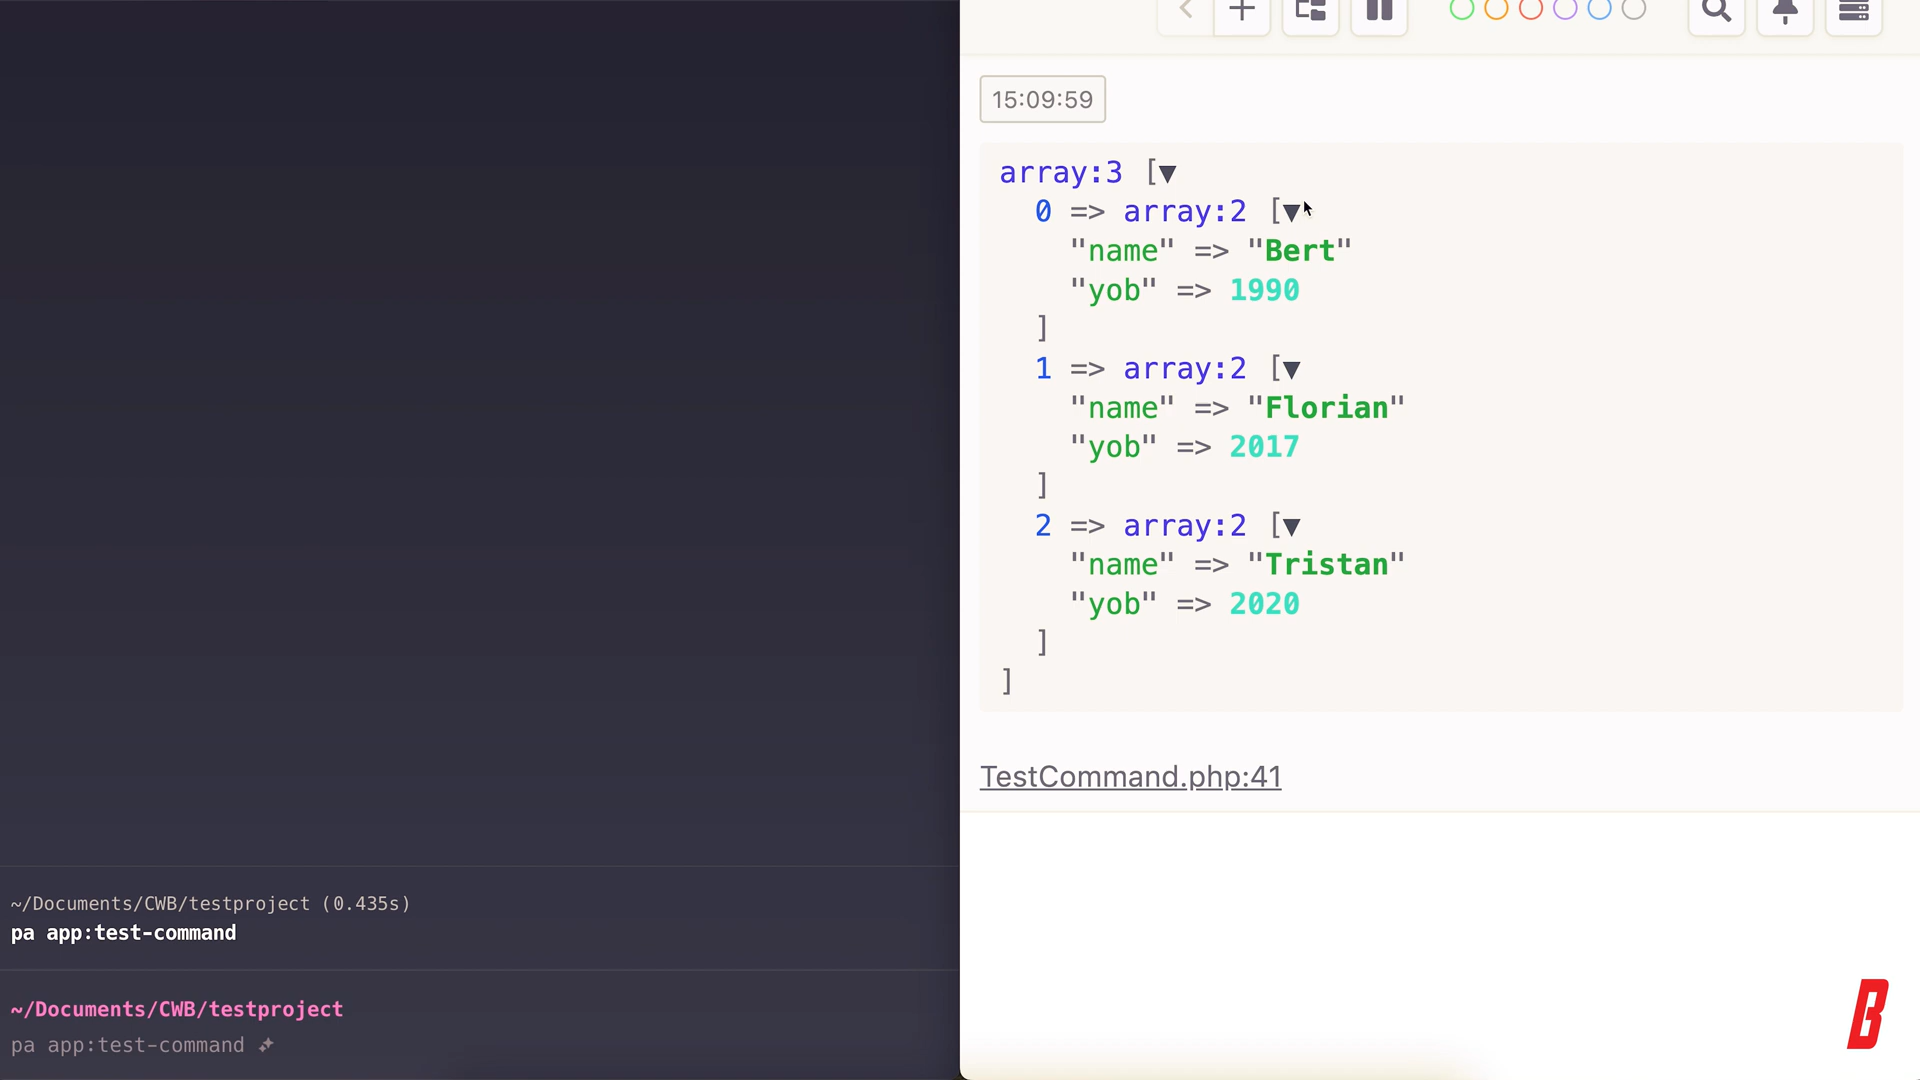 ~/Documents/CWB/testproject (0.435s)
pa app:test-command
~/Documents/CWB/testproject
pa app:test-command
15:09:59
array:3 [▼
  0 => array:2 [▼
    "name" => "Bert"
    "yob" => 1990
  ]
  1 => array:2 [▼
    "name" => "Florian"
    "yob" => 2017
  ]
  2 => array:2 [▼
    "name" => "Tristan"
    "yob" => 2020
  ]
]
TestCommand.php:41
B